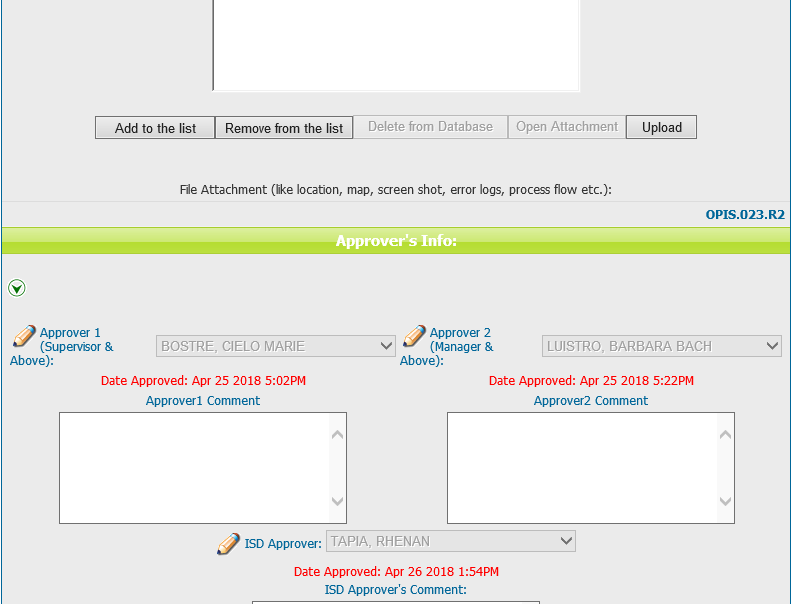 Add to the list Remove from the list Delete from Database Open Attachment Upload
File Attachment (like location, map, screen shot, error logs, process flow etc.):
OPIS.023.R2
Approver's Info:
Approver 1
(Supervisor &
Above):
BOSTRE, CIELO MARIE
Approver 2
(Manager &
Above):
LUISTRO, BARBARA BACH
Date Approved: Apr 25 2018 5:02PM
Date Approved: Apr 25 2018 5:22PM
Approver1 Comment
Approver2 Comment
ISD Approver: TAPIA, RHENAN
Date Approved: Apr 26 2018 1:54PM
ISD Approver's Comment: